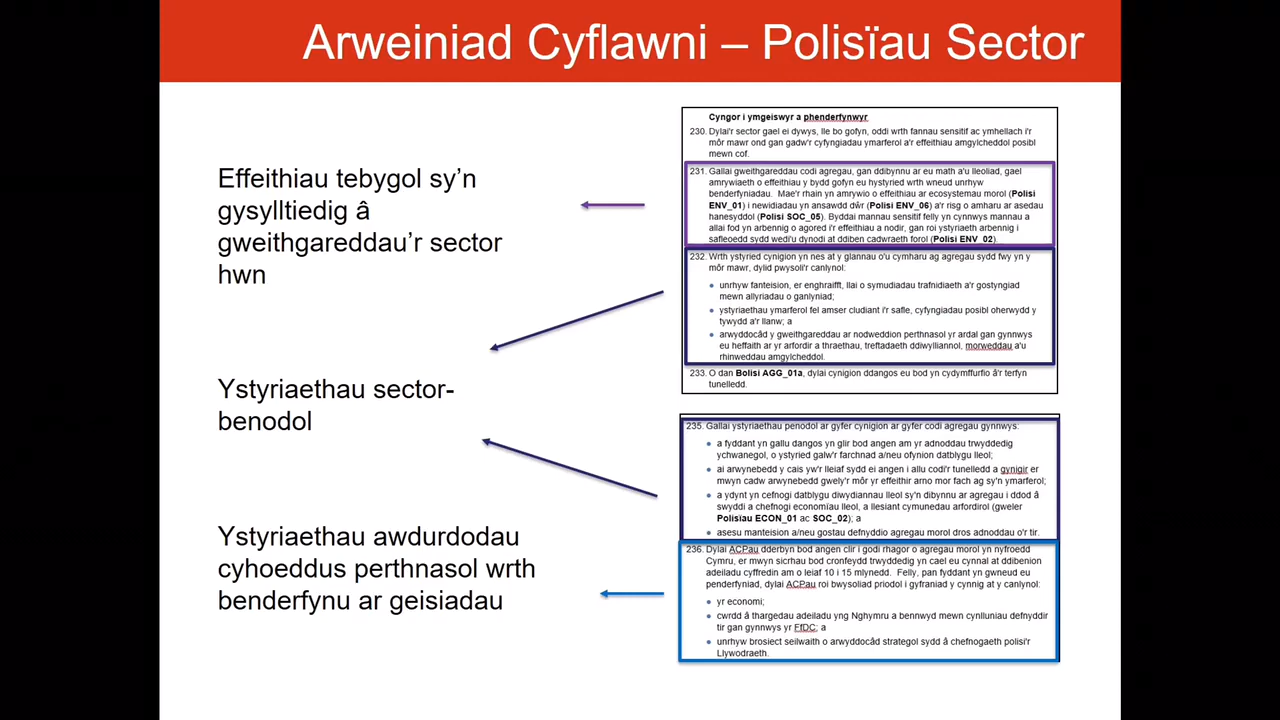 Arweiniad Cyflawni – Polisïau Sector
Effeithiau tebygol sy’n
gysylltiedig â
gweithgareddau’r sector
hwn
Ystyriaethau sector-
benodol
Ystyriaethau awdurdodau
cyhoeddus perthnasol wrth
benderfynu ar geisiadau
Cyngor i ymgeiswyr a phenderfynwyr
230. Dylai'r sector gael ei dywys, lle bo gofyn, oddi wrth fannau sensitif ac ymhellach i'r
môr mawr ond gan gadw'r cyfyngiadau ymarferol a'r effeithiau amgylcheddol posibl
mewn cof.
231. Gallai gweithgareddau codi agregau, gan ddibynnu ar eu math a'u lleoliad, gael
amrywiaeth o effeithiau y bydd gofyn eu hystyried wrth wneud unrhyw
benderfyniadau. Mae'r rhain yn amrywio o effeithiau ar ecosystemau morol (Polisi
ENV_01) i newidiadau yn ansawdd dŵr (Polisi ENV_06) a'r risg o amharu ar asedau
hanesyddol (Polisi SOC_05). Byddai mannau sensitif felly yn cynnwys mannau a
allai fod yn arbennig o agored i'r effeithiau a nodir, gan roi ystyriaeth arbennig i
safleoedd sydd wedi'u dynodi at ddiben cadwraeth forol (Polisi ENV_02).
232. Wrth ystyried cynigion yn nes at y glannau o'u cymharu ag agregau sydd fwy yn y
môr mawr, dylid pwysoli'r canlynol:
• unrhyw fanteision, er enghraifft, llai o symudiadau trafnidiaeth a'r gostyngiad
mewn allyriadau o ganlyniad;
• ystyriaethau ymarferol fel amser cludiant i'r safle, cyfyngiadau posibl oherwydd y
tywydd a'r llanw; a
• arwyddocâd y gweithgareddau ar nodweddion perthnasol yr ardal gan gynnwys
eu heffaith ar yr arfordir a thraethau, treftadaeth ddiwylliannol, morweddau a'u
rhinweddau amgylcheddol.
233. O dan Bolisi AGG_01a, dylai cynigion ddangos eu bod yn cydymffurfio â'r terfyn
tunelledd.
235. Gallai ystyriaethau penodol ar gyfer cynigion ar gyfer codi agregau gynnwys:
• a fyddant yn gallu dangos yn glir bod angen am yr adnoddau trwyddedig
ychwanegol, o ystyried galw'r farchnad a/neu ofynion datblygu lleol;
• ai arwynebedd y cais yw'r lleiaf sydd ei angen i allu codi'r tunelledd a gynigir er
mwyn cadw arwynebedd gwely'r môr yr effeithir arno mor fach ag sy'n ymarferol;
• a ydynt yn cefnogi datblygu diwydiannau lleol sy'n dibynnu ar agregau i ddod â
swyddi a chefnogi economïau lleol, a llesiant cymunedau arfordirol (gweler
Polisïau ECON_01 ac SOC_02); a
• asesu manteision a/neu gostau defnyddio agregau morol dros adnoddau o'r tir.
236. Dylai ACPau dderbyn bod angen clir i godi rhagor o agregau morol yn nyfroedd
Cymru, er mwyn sicrhau bod cronfeydd trwyddedig yn cael eu cynnal at ddibenion
adeiladu cyffredin am o leiaf 10 i 15 mlynedd. Felly, pan fyddant yn gwneud eu
penderfyniad, dylai ACPau roi bwysoliad priodol i gyfraniad y cynnig at y canlynol:
• yr economi;
• cwrdd â thargedau adeiladu yng Nghymru a bennwyd mewn cynlluniau defnyddir
tir gan gynnwys yr FfDC; a
• unrhyw brosiect seilwaith o arwyddocâd strategol sydd â chefnogaeth polisi'r
Llywodraeth.